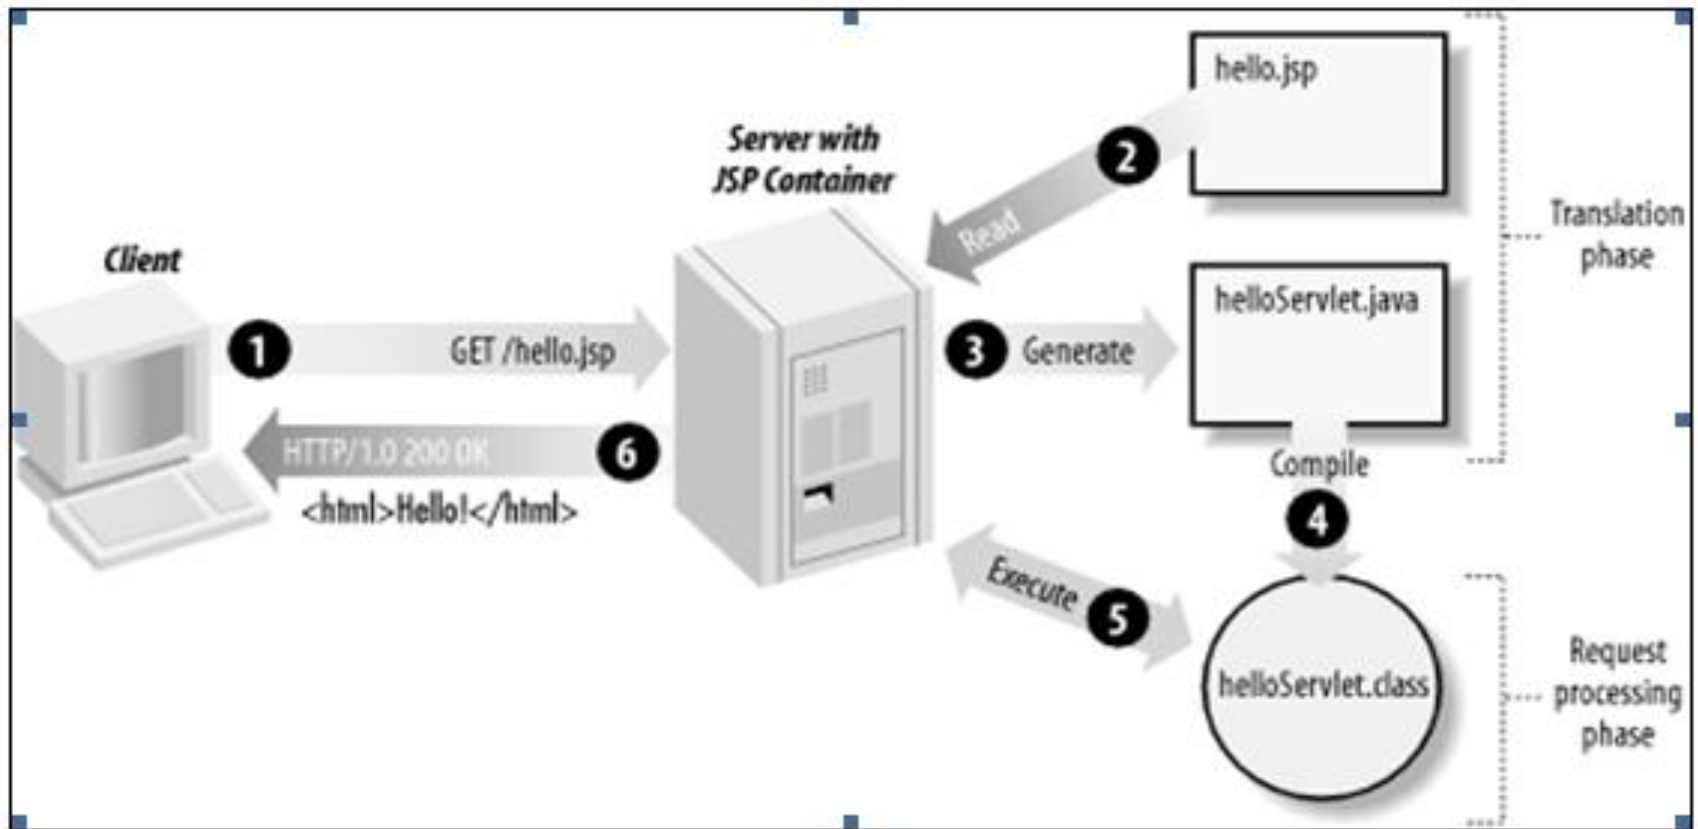 hello.jsp
Server with
JSP Container
2
Read
Translation
phase
Client
helloServlet.java
1
GET /hello.jsp
3
Generate
6
HTTP/1.0 200 OK
<html>Hello!</html>
Compile
4
Execute
5
helloServlet.class
Request
processing
phase